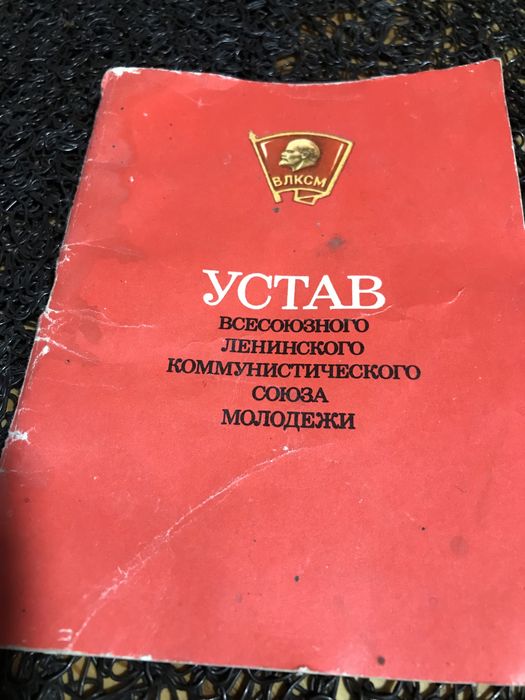 ВЛКСМ
УСТАВ
ВСЕСОЮЗНОГО
ЛЕНИНСКОГО
КОММУНИСТИЧЕСКОГО
СОЮЗА
МОЛОДЕЖИ